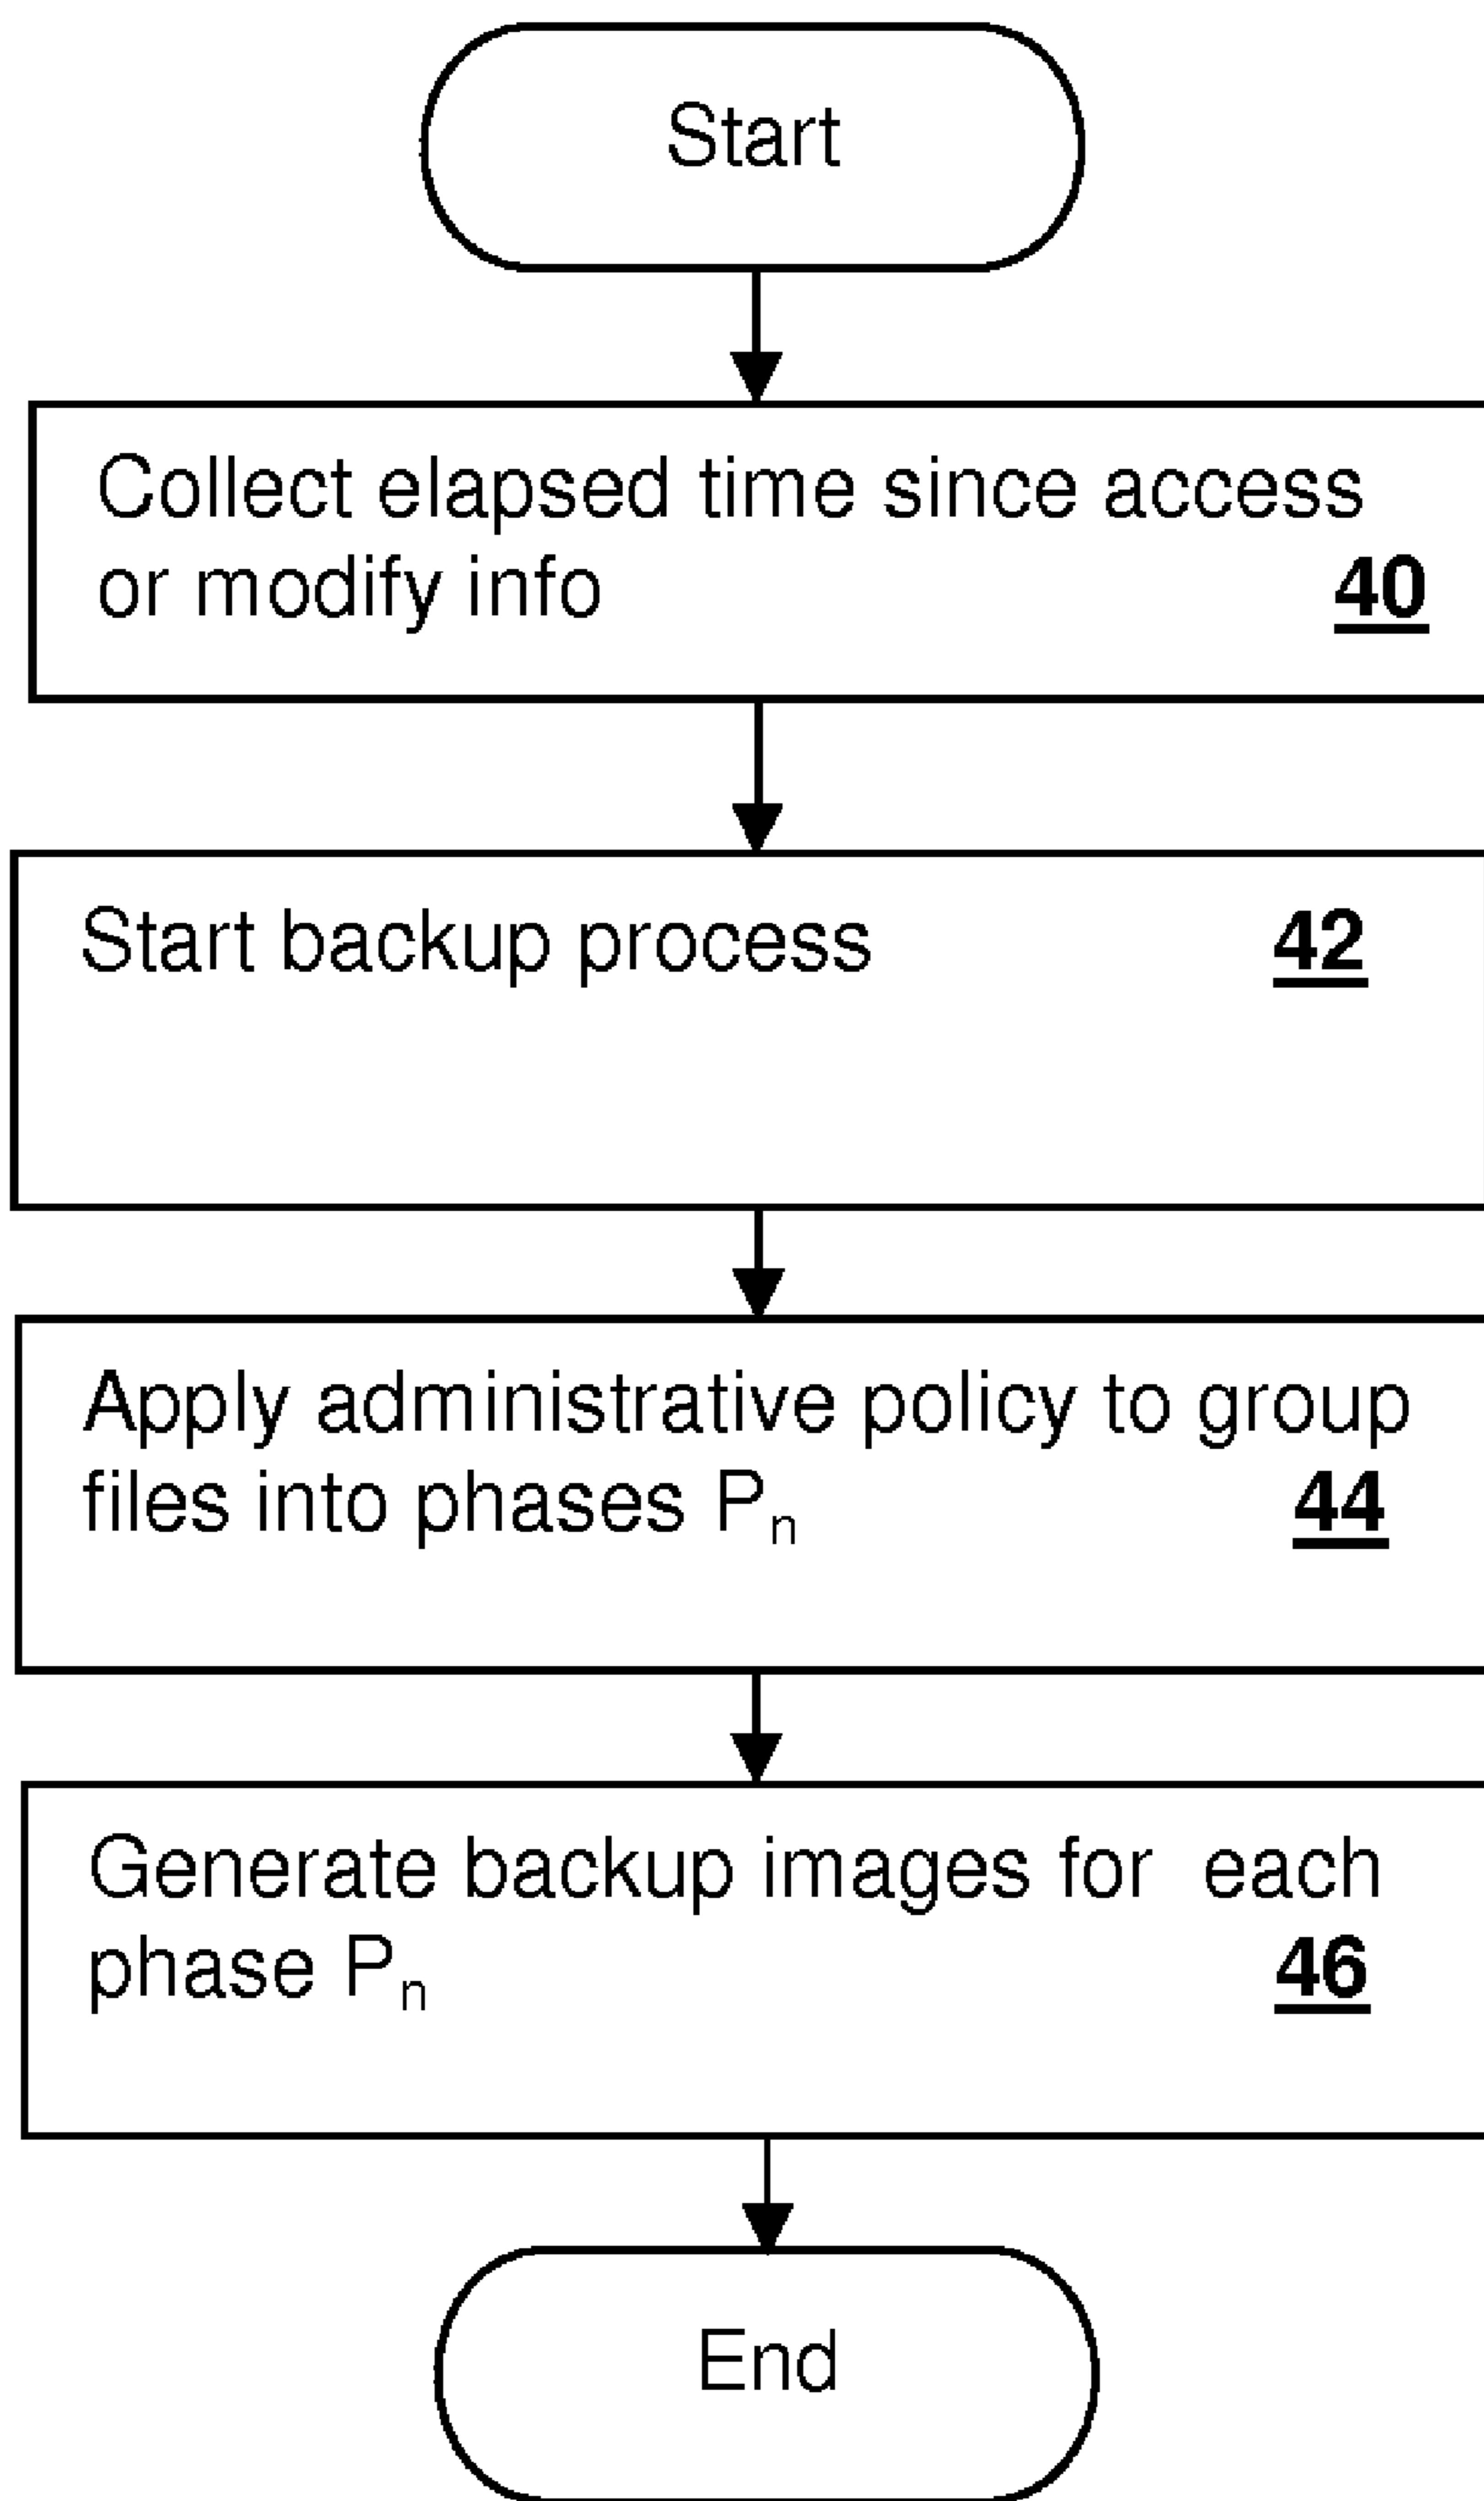 Start
Collect elapsed time since access
or modify info 40
Start backup process 42
Apply administrative policy to group
files into phases Pn 44
Generate backup images for each
phase Pn 46
End